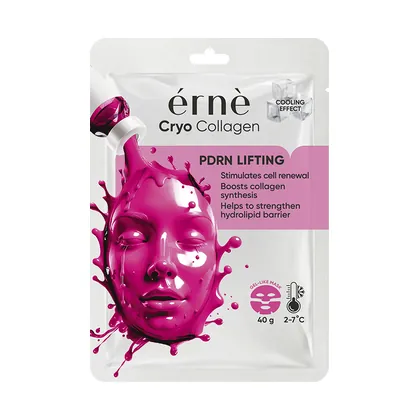 érnè
Cryo Collagen
COOLING
EFFECT
PDRN LIFTING
Stimulates cell renewal
Boosts collagen
synthesis
Helps to strengthen
hydrolipid barrier
GEL-LIKE MASK
40 g
2-7°C